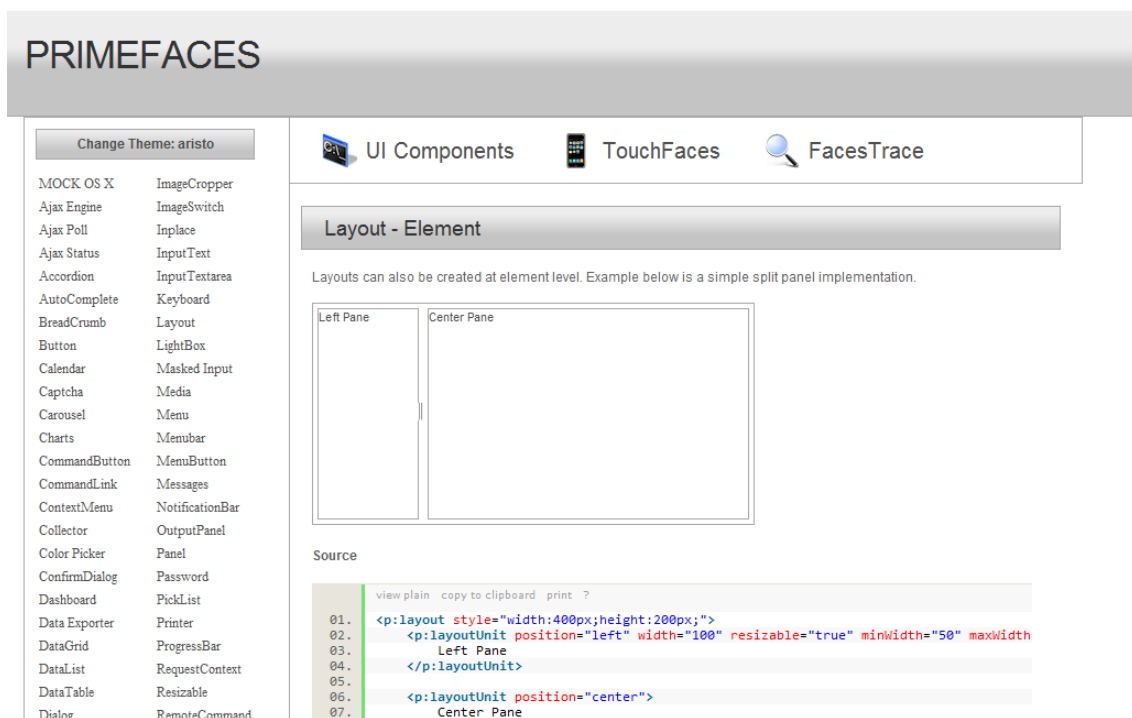 PRIMEFACES
Change Theme: aristo
MOCK OS X ImageCropper
Ajax Engine ImageSwitch
Ajax Poll Inplace
Ajax Status InputText
Accordion InputTextarea
AutoComplete Keyboard
BreadCrumb Layout
Button LightBox
Calendar Masked Input
Captcha Media
Carousel Menu
Charts Menubar
CommandButton MenuButton
CommandLink Messages
ContextMenu NotificationBar
Collector OutputPanel
Color Picker Panel
ConfirmDialog Password
Dashboard PickList
Data Exporter Printer
DataGrid ProgressBar
DataList RequestContext
DataTable Resizable
Dialog RemoteCommand
UI Components TouchFaces FacesTrace
Layout - Element
Layouts can also be created at element level. Example below is a simple split panel implementation.
Left Pane Center Pane
Source
view plain copy to clipboard print ?
01. <p:layout style="width:400px;height:200px;">
02. <p:layoutUnit position="left" width="100" resizable="true" minWidth="50" maxWidth
03. Left Pane
04. </p:layoutUnit>
05.
06. <p:layoutUnit position="center">
07. Center Pane